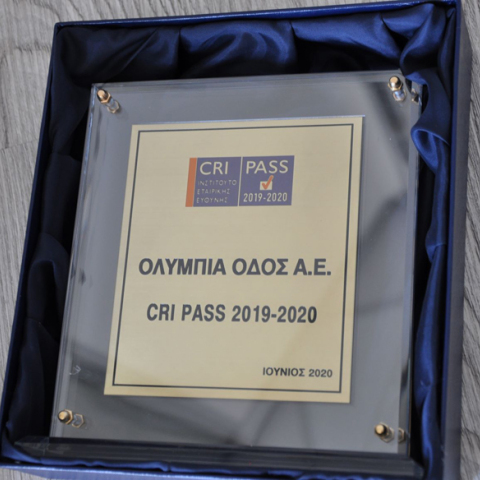 CRI PASS
ΙΝΣΤΙΤΟΥΤΟ
ΕΤΑΙΡΙΚΗΣ
ΕΥΘΥΝΗΣ
2019-2020
ΟΛΥΜΠΙΑ ΟΔΟΣ Α.Ε.
CRI PASS 2019-2020
ΙΟΥΝΙΟΣ 2020